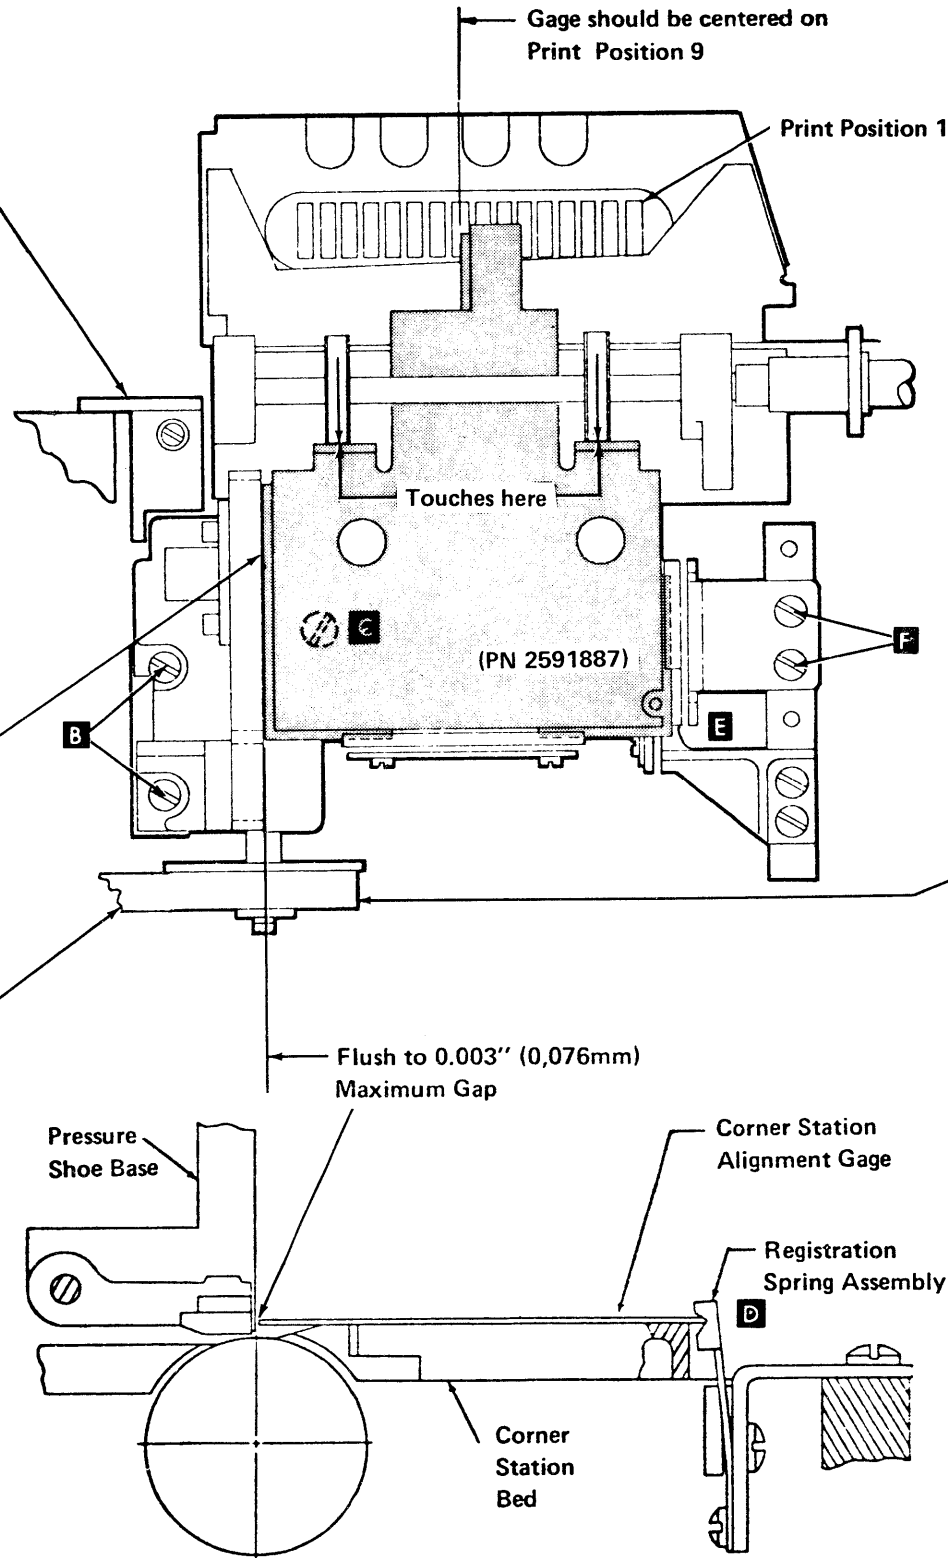 Gage should be centered on
Print Position 9
Print Position 1
Touches here
C
(PN 2591887)
F
B
E
Flush to 0.003’’ (0,076mm)
Maximum Gap
Pressure
Shoe Base
Corner Station
Alignment Gage
Registration
Spring Assembly
D
Corner
Station
Bed